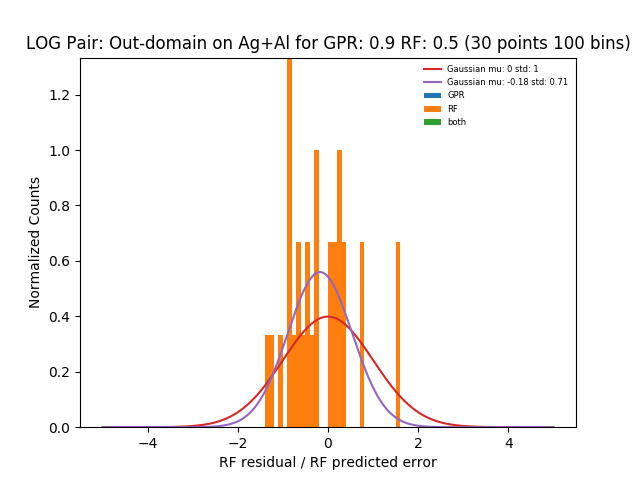 LOG Pair: Out-domain on Ag+Al for GPR: 0.9 RF: 0.5 (30 points 100 bins)
Gaussian mu: 0 std: 1
Gaussian mu: -0.18 std: 0.71
GPR
RF
both
Normalized Counts
1.2
1.0
0.8
0.6
0.4
0.2
0.0
−4
−2
0
2
4
RF residual / RF predicted error